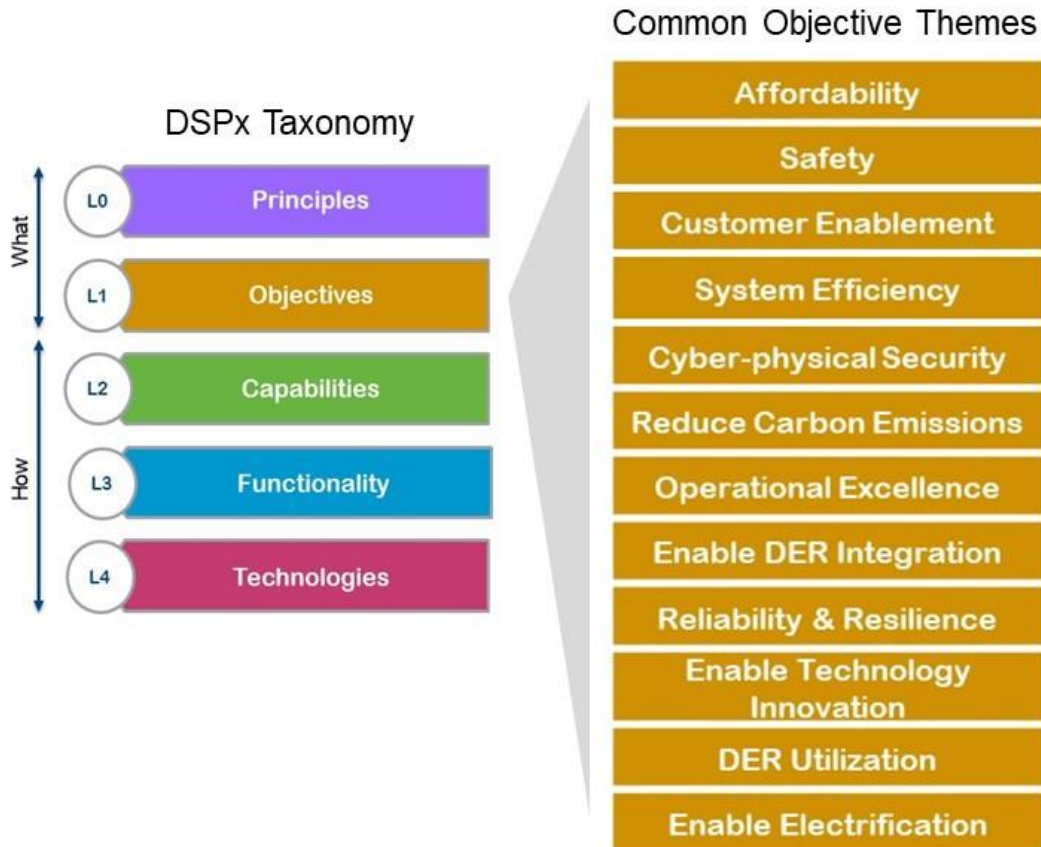 Common Objective Themes
DSPx Taxonomy
What
L0
Principles
L1
Objectives
How
L2
Capabilities
L3
Functionality
L4
Technologies
Affordability
Safety
Customer Enablement
System Efficiency
Cyber-physical Security
Reduce Carbon Emissions
Operational Excellence
Enable DER Integration
Reliability & Resilience
Enable Technology
Innovation
DER Utilization
Enable Electrification